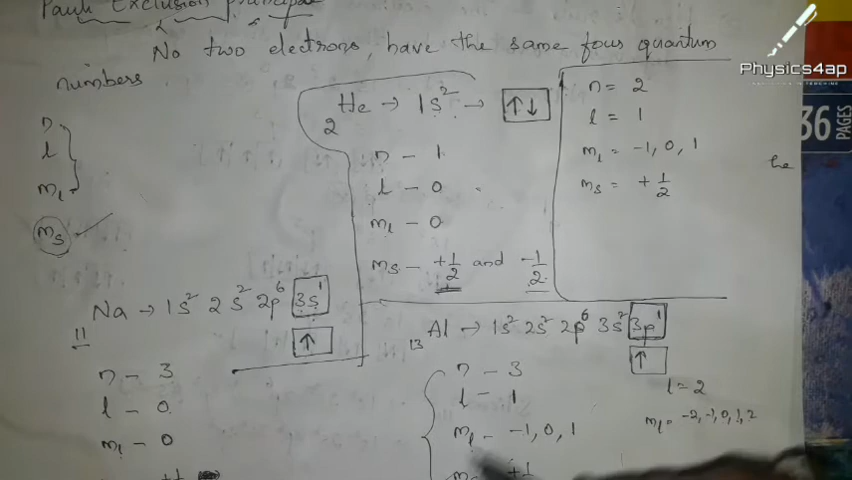 Pauli Exclusion Principle
No two electrons, have the same four quantum
numbers
n
l
ml
ms
₂He → 1s² → ↑↓
n - 1
l - 0
ml - 0
ms - +1/2 and -1/2
n = 2
l = 1
ml = -1, 0, 1
ms = +1/2
he
Na → 1s² 2s² 2p⁶ 3s¹
11
↑
n - 3
l - 0
ml - 0
₁₃Al → 1s² 2s² 2p⁶ 3s² 3p¹
↑
n - 3
l - 1
ml - -1, 0, 1
l = 2
ml = -2, -1, 0, 1, 2
Physics4ap
36
PAGES